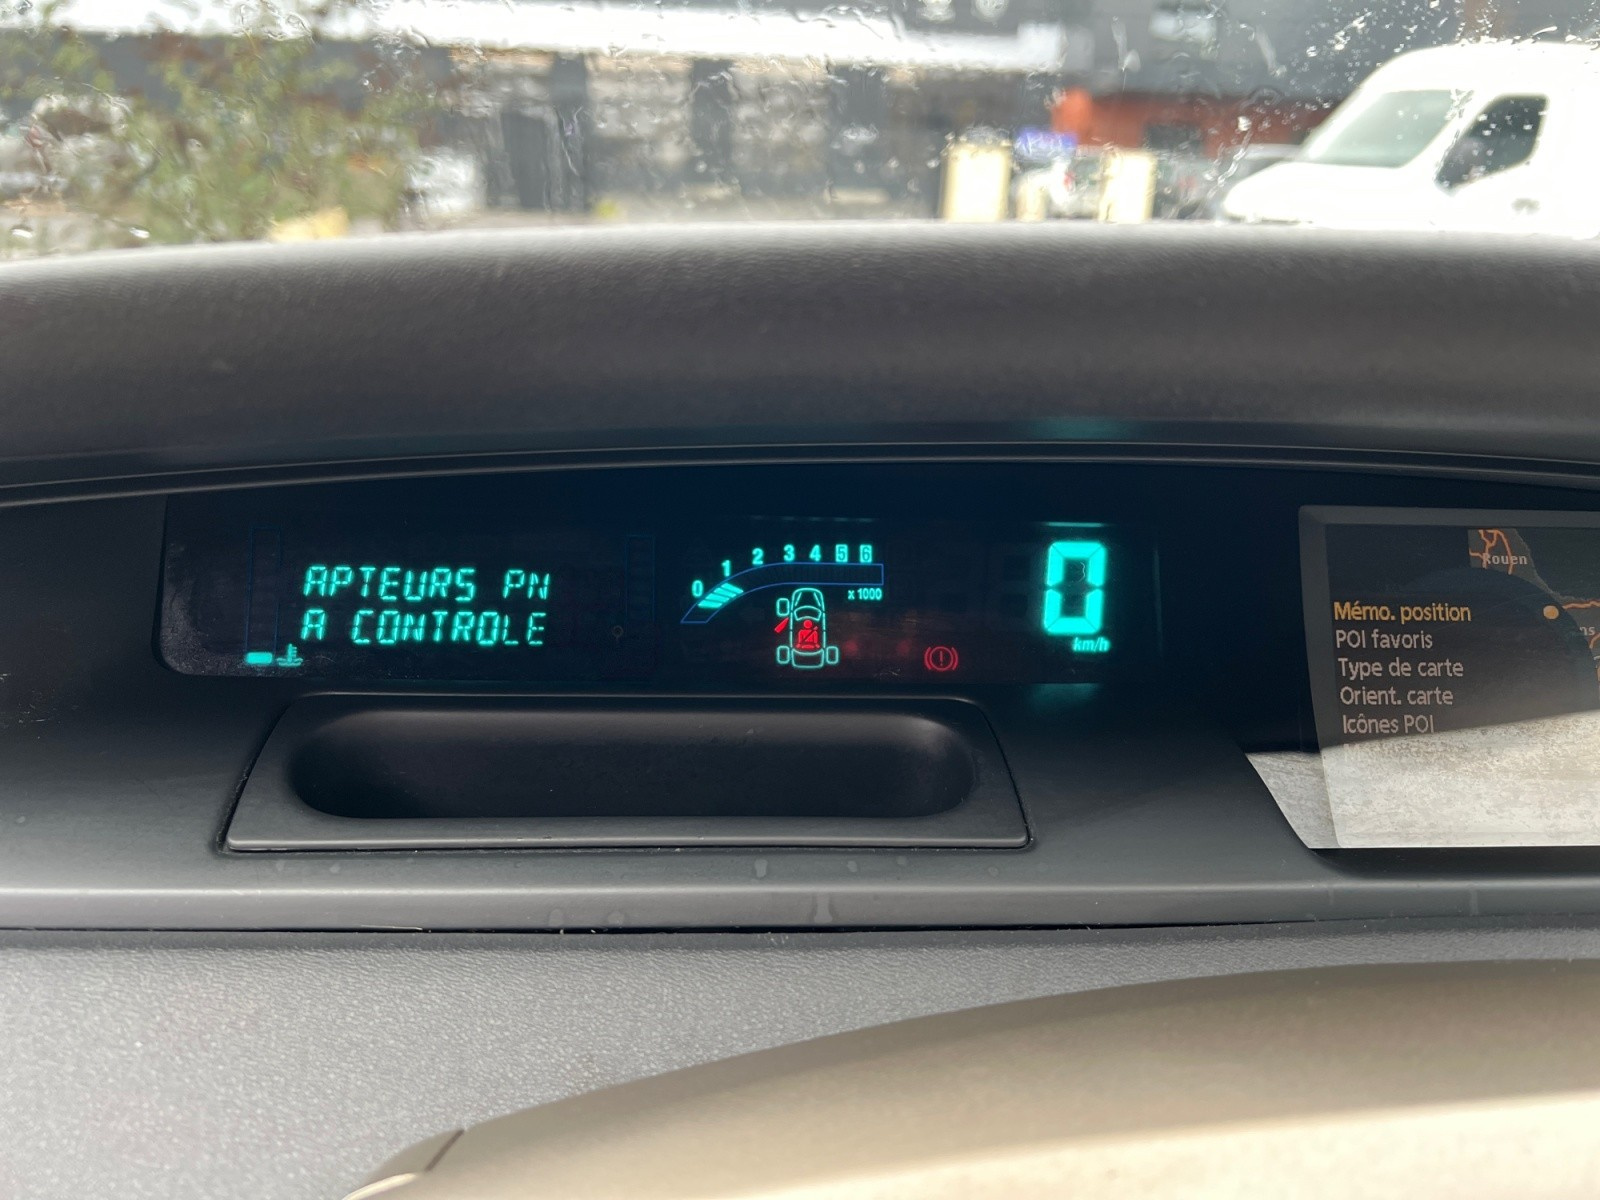 APTEURS PN
A CONTROLE
0 1 2 3 4 5 6
x 1000
0
km/h
Rouen
Mémo. position
POI favoris
Type de carte
Orient. carte
Icônes POI